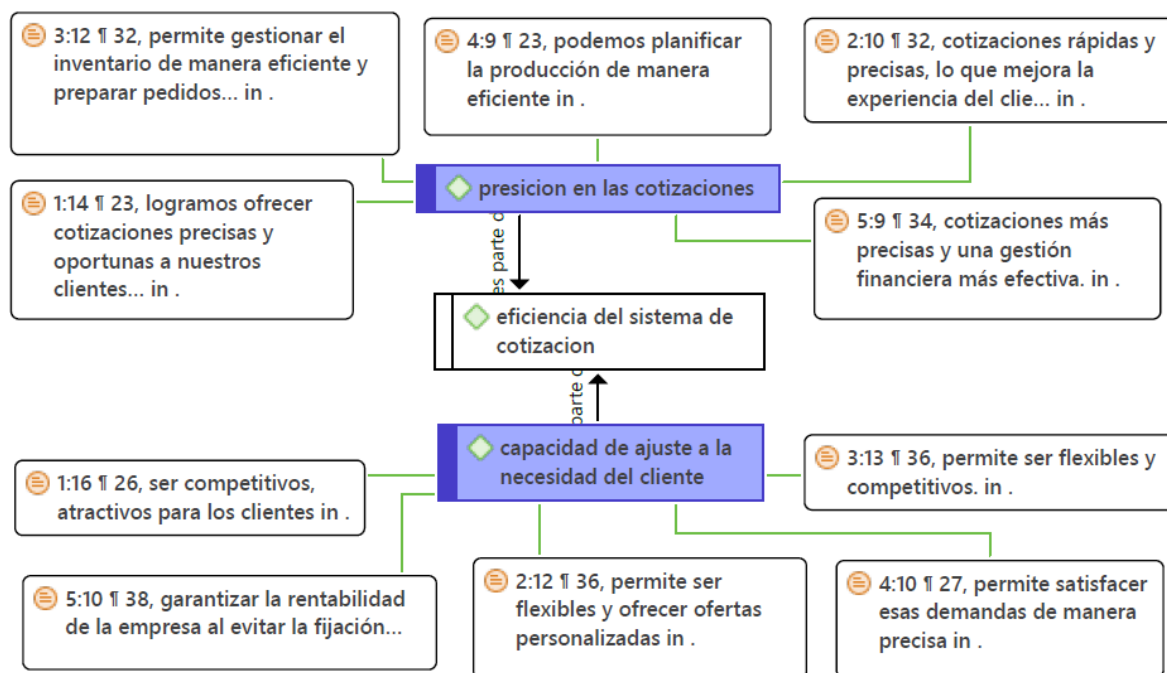 3:12 ¶ 32, permite gestionar el
inventario de manera eficiente y
preparar pedidos... in .
4:9 ¶ 23, podemos planificar
la producción de manera
eficiente in .
2:10 ¶ 32, cotizaciones rápidas y
precisas, lo que mejora la
experiencia del clie... in .
presicion en las cotizaciones
1:14 ¶ 23, logramos ofrecer
cotizaciones precisas y
oportunas a nuestros
clientes... in .
5:9 ¶ 34, cotizaciones más
precisas y una gestión
financiera más efectiva. in .
es parte
eficiencia del sistema de
cotizacion
parte
capacidad de ajuste a la
necesidad del cliente
1:16 ¶ 26, ser competitivos,
atractivos para los clientes in .
3:13 ¶ 36, permite ser flexibles y
competitivos. in .
5:10 ¶ 38, garantizar la rentabilidad
de la empresa al evitar la fijación...
2:12 ¶ 36, permite ser
flexibles y ofrecer ofertas
personalizadas in .
4:10 ¶ 27, permite satisfacer
esas demandas de manera
precisa in .